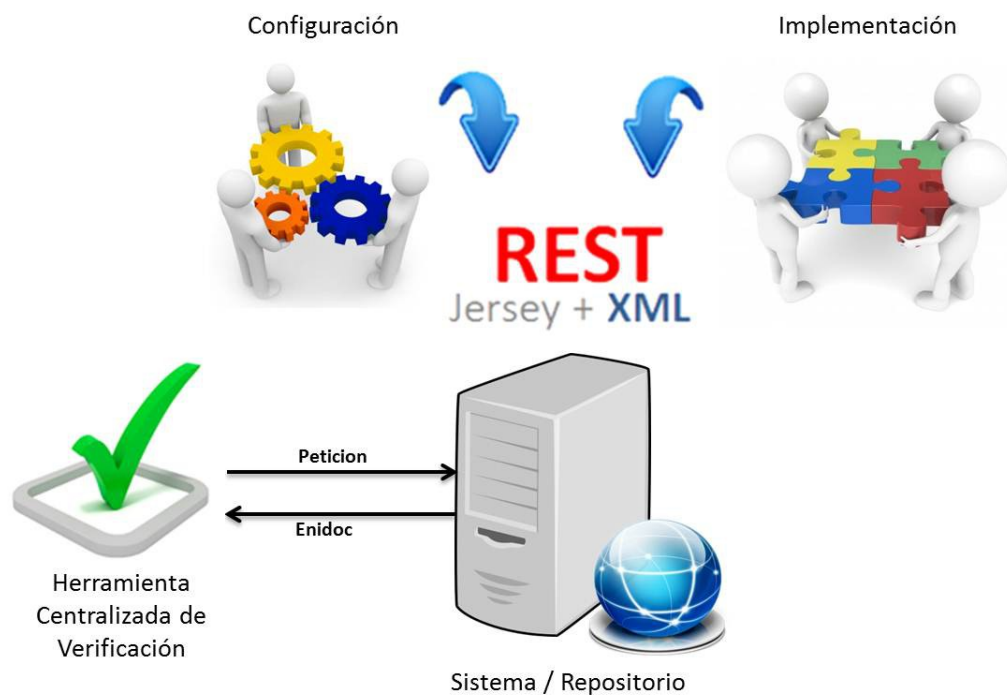 Configuración
Implementación
REST
Jersey + XML
Peticion
Enidoc
Herramienta
Centralizada de
Verificación
Sistema / Repositorio